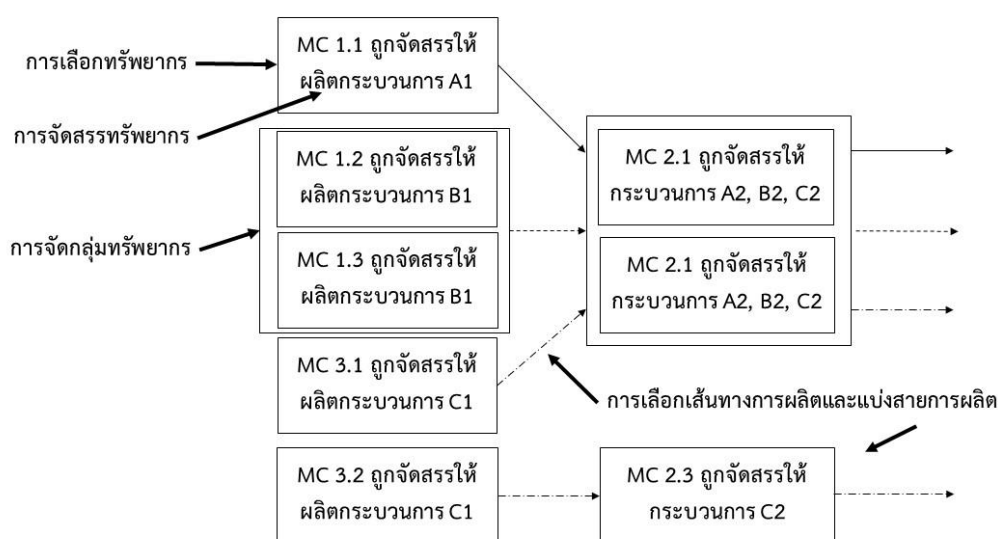 การเลือกทรัพยากร
การจัดสรรทรัพยากร
การจัดกลุ่มทรัพยากร
MC 1.1 ถูกจัดสรรให้
ผลิตกระบวนการ A1
MC 1.2 ถูกจัดสรรให้
ผลิตกระบวนการ B1
MC 1.3 ถูกจัดสรรให้
ผลิตกระบวนการ B1
MC 3.1 ถูกจัดสรรให้
ผลิตกระบวนการ C1
MC 3.2 ถูกจัดสรรให้
ผลิตกระบวนการ C1
MC 2.1 ถูกจัดสรรให้
กระบวนการ A2, B2, C2
MC 2.1 ถูกจัดสรรให้
กระบวนการ A2, B2, C2
การเลือกเส้นทางการผลิตและแบ่งสายการผลิต
MC 2.3 ถูกจัดสรรให้
กระบวนการ C2